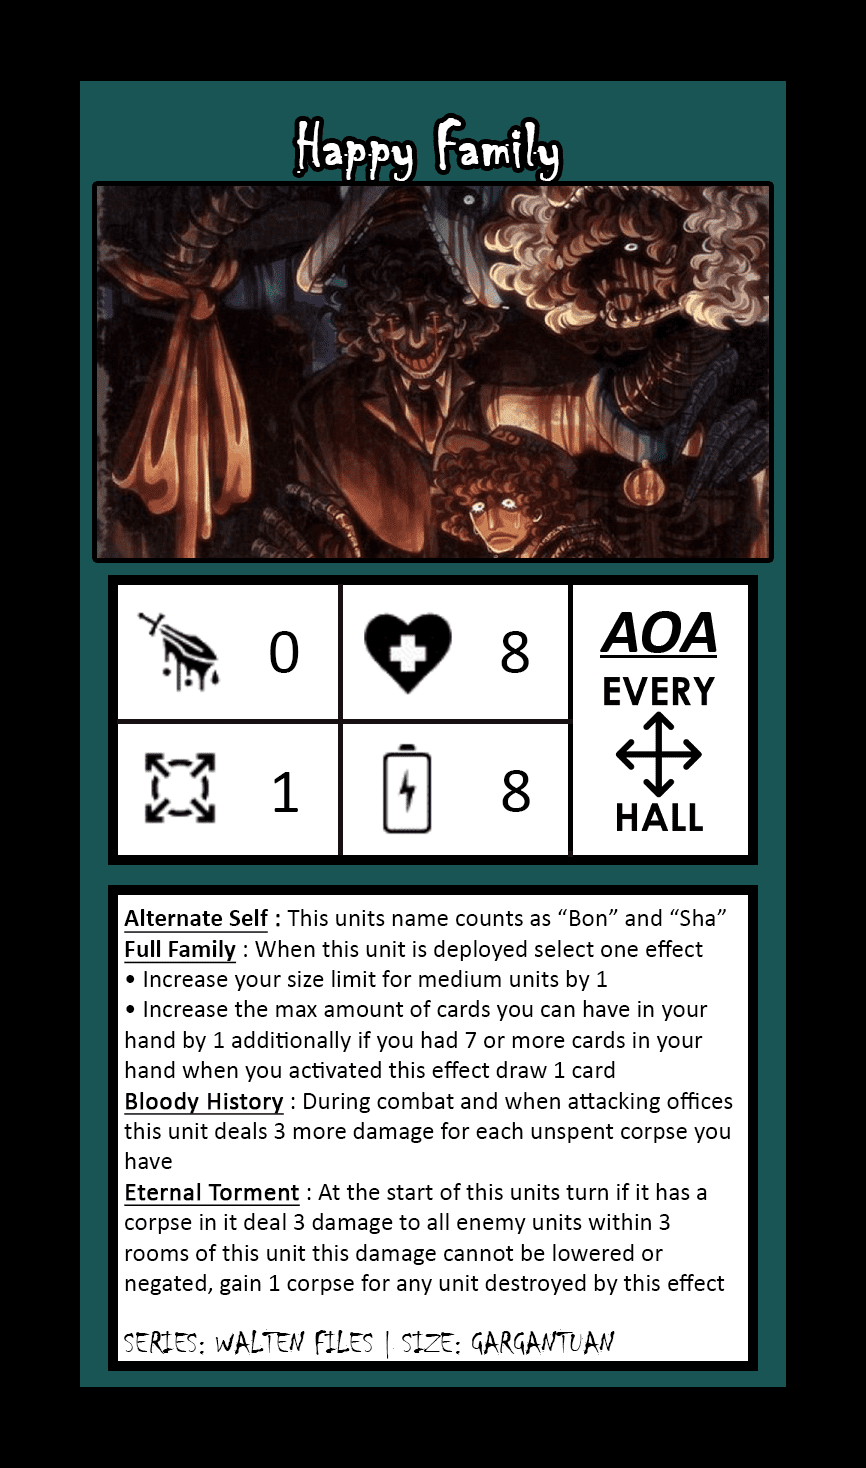 Happy Family
0
8
AOA
EVERY
HALL
1
8
Alternate Self : This units name counts as “Bon” and “Sha”
Full Family : When this unit is deployed select one effect
• Increase your size limit for medium units by 1
• Increase the max amount of cards you can have in your
hand by 1 additionally if you had 7 or more cards in your
hand when you activated this effect draw 1 card
Bloody History : During combat and when attacking offices
this unit deals 3 more damage for each unspent corpse you
have
Eternal Torment : At the start of this units turn if it has a
corpse in it deal 3 damage to all enemy units within 3
rooms of this unit this damage cannot be lowered or
negated, gain 1 corpse for any unit destroyed by this effect
SERIES: WALTEN FILES | SIZE: GARGANTUAN